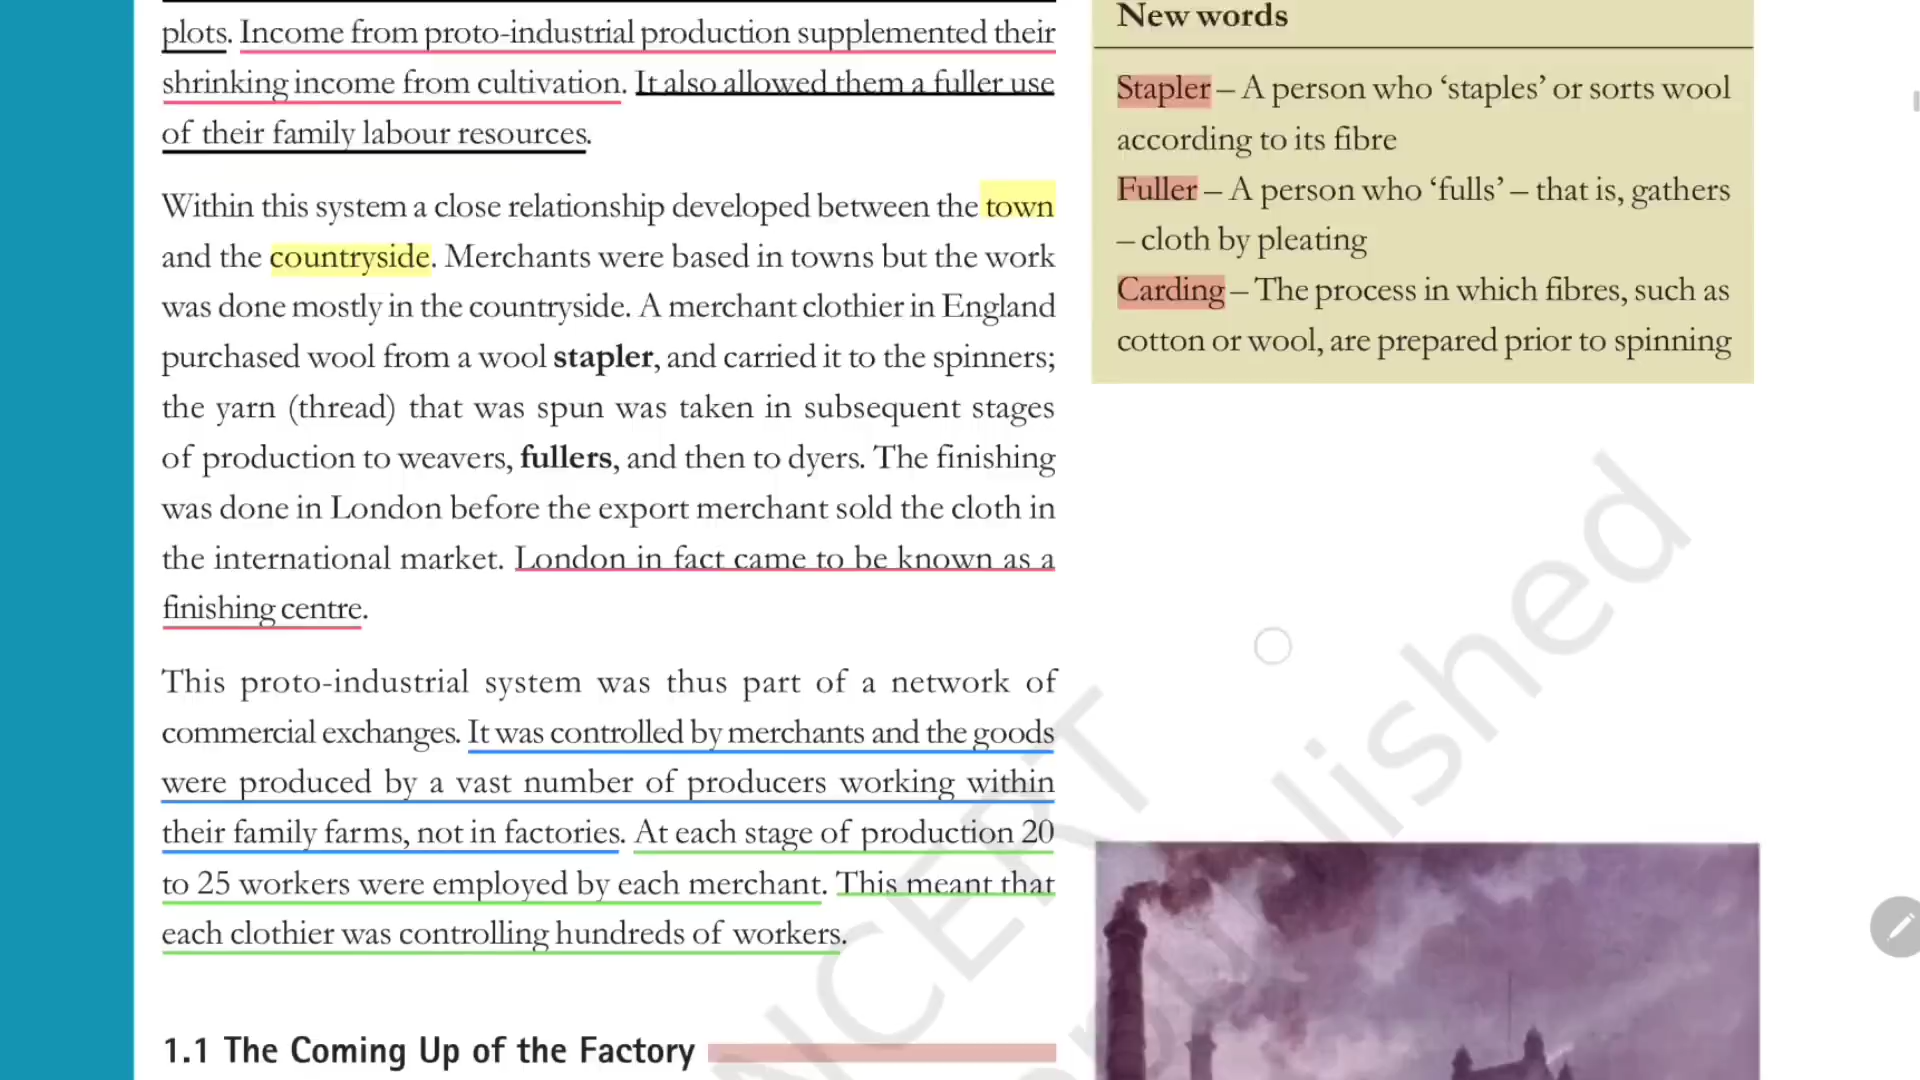 plots. Income from proto-industrial production supplemented their
shrinking income from cultivation. It also allowed them a fuller use
of their family labour resources.
Within this system a close relationship developed between the town
and the countryside. Merchants were based in towns but the work
was done mostly in the countryside. A merchant clothier in England
purchased wool from a wool stapler, and carried it to the spinners;
the yarn (thread) that was spun was taken in subsequent stages
of production to weavers, fullers, and then to dyers. The finishing
was done in London before the export merchant sold the cloth in
the international market. London in fact came to be known as a
finishing centre.
This proto-industrial system was thus part of a network of
commercial exchanges. It was controlled by merchants and the goods
were produced by a vast number of producers working within
their family farms, not in factories. At each stage of production 20
to 25 workers were employed by each merchant. This meant that
each clothier was controlling hundreds of workers.
1.1 The Coming Up of the Factory
New words
Stapler – A person who ‘staples’ or sorts wool
according to its fibre
Fuller – A person who ‘fulls’ – that is, gathers
– cloth by pleating
Carding – The process in which fibres, such as
cotton or wool, are prepared prior to spinning
NCERT